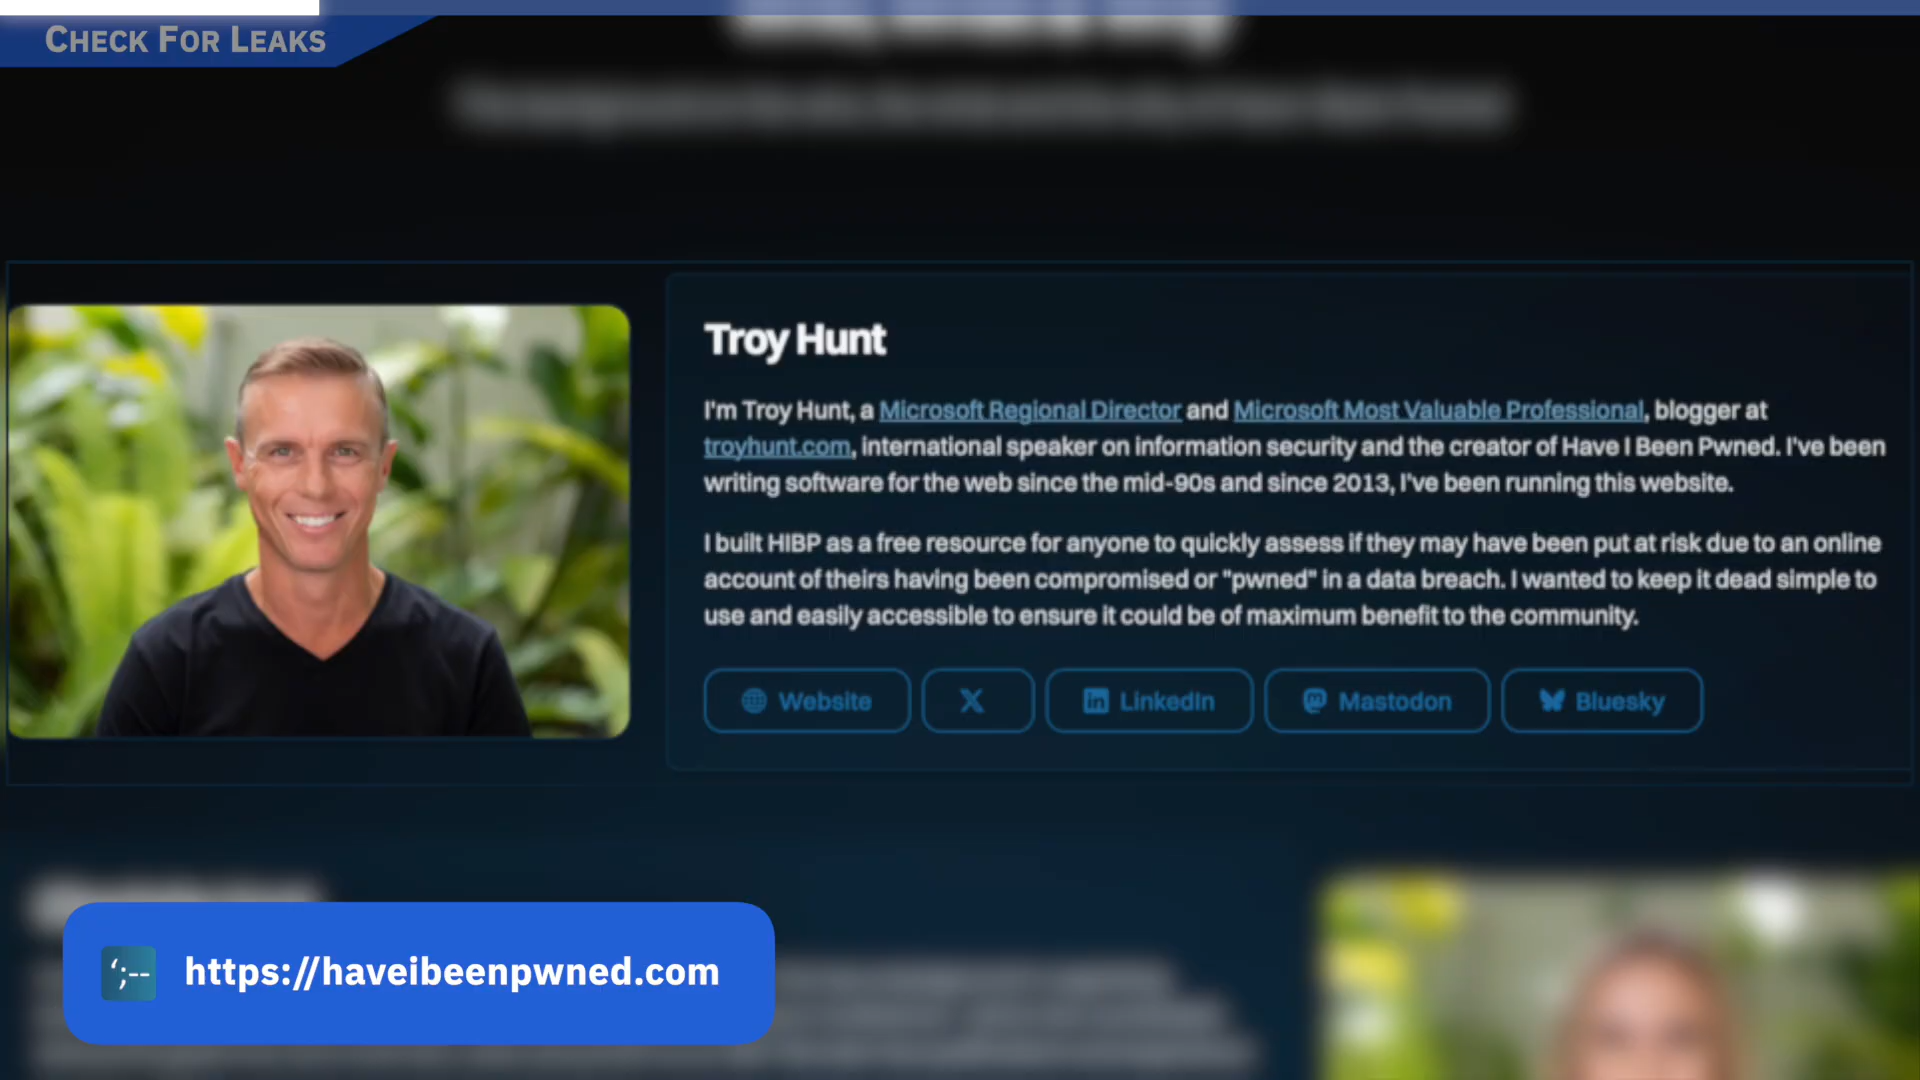 CHECK FOR LEAKS
Troy Hunt
I'm Troy Hunt, a Microsoft Regional Director and Microsoft Most Valuable Professional, blogger at
troyhunt.com, international speaker on information security and the creator of Have I Been Pwned. I've been
writing software for the web since the mid-90s and since 2013, I've been running this website.
I built HIBP as a free resource for anyone to quickly assess if they may have been put at risk due to an online
account of theirs having been compromised or "pwned" in a data breach. I wanted to keep it dead simple to
use and easily accessible to ensure it could be of maximum benefit to the community.
Website
X
LinkedIn
Mastodon
Bluesky
';-- https://haveibeenpwned.com